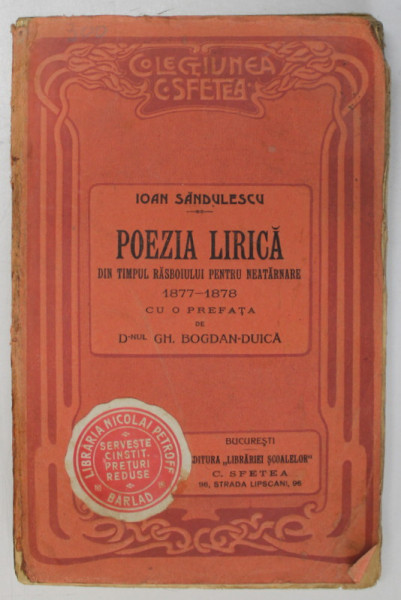 COLECȚIUNEA
C. SFETEA
IOAN SĂNDULESCU
POEZIA LIRICĂ
DIN TIMPUL RĂSBOIULUI PENTRU NEATÂRNARE
1877-1878
CU O PREFAȚA
DE
D-NUL GH. BOGDAN-DUICĂ
LIBRĂRIA NICOLAI PETROFF
SERVEȘTE
CINSTIT.
PREȚURI
REDUSE
BÂRLAD
BUCUREȘTI
EDITURA „LIBRĂRIEI ȘCOALELOR"
C. SFETEA
96, STRADA LIPSCANI, 96